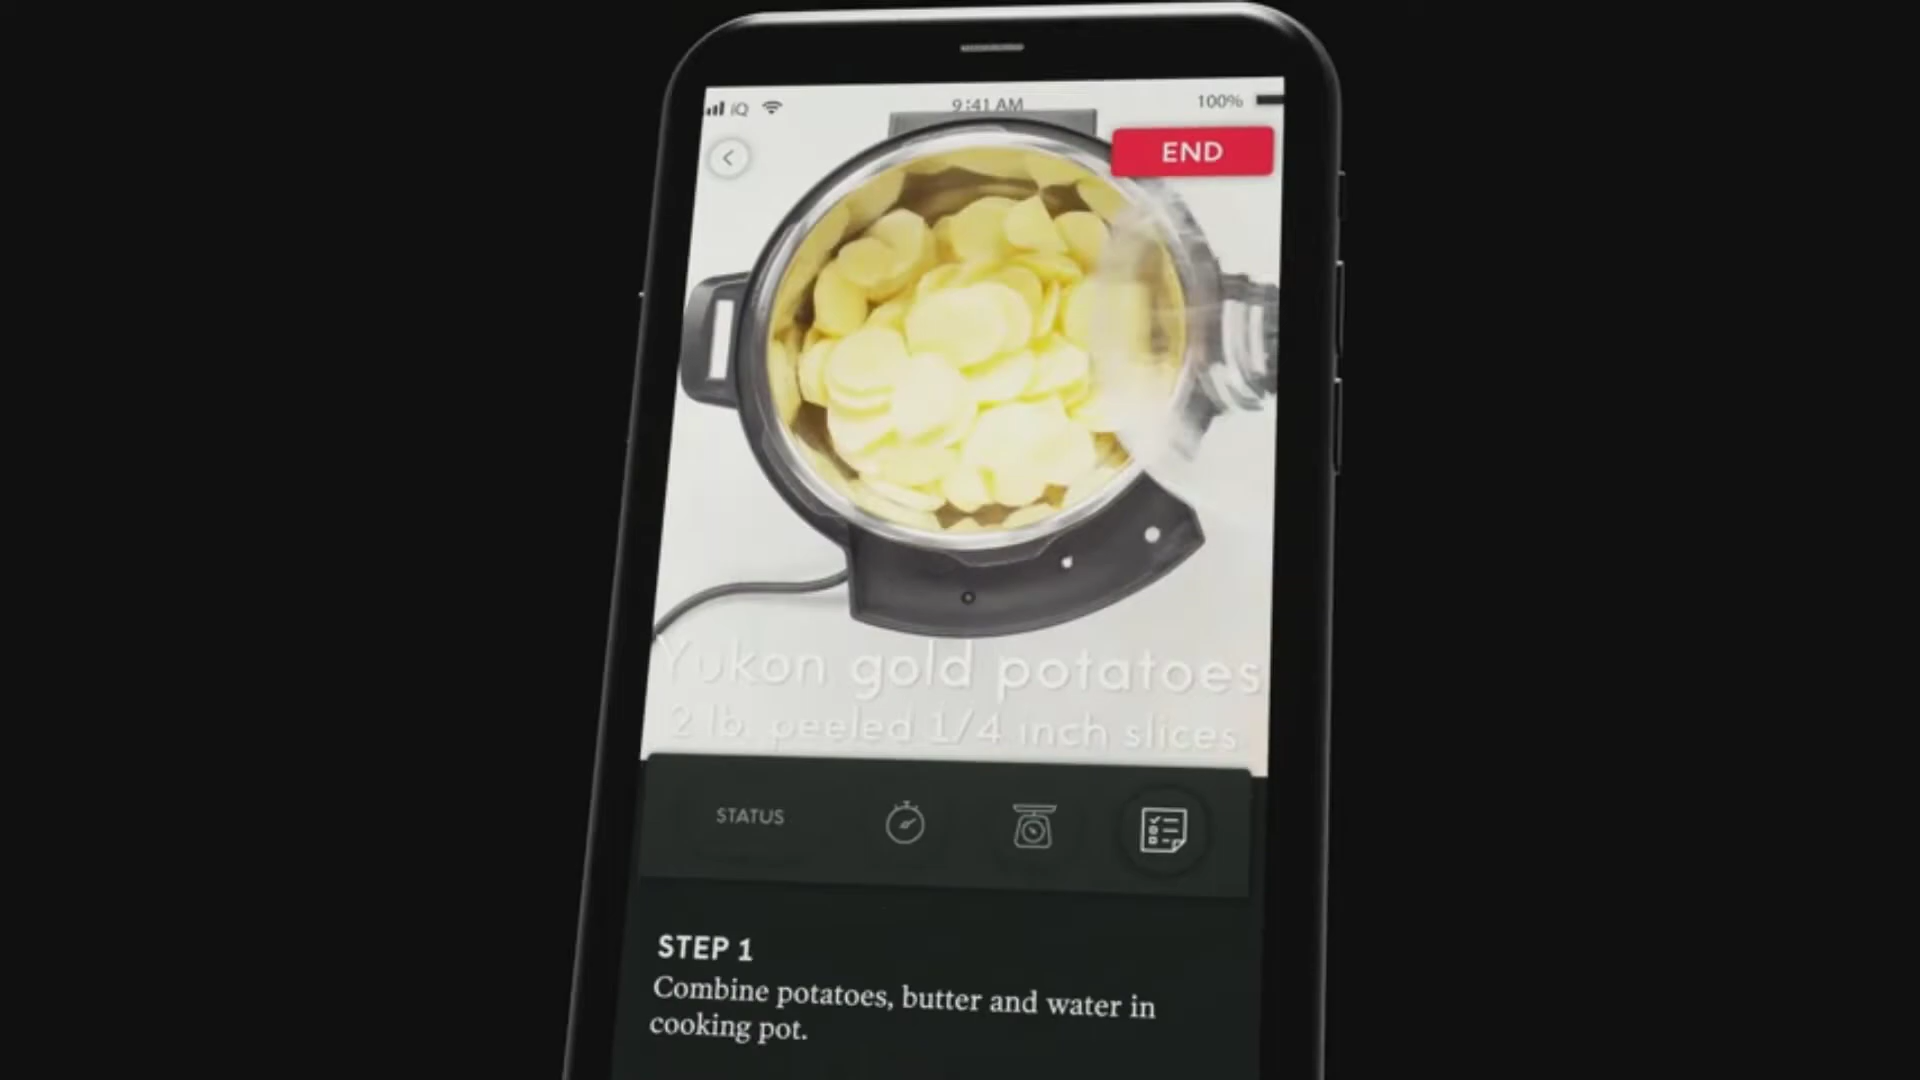 iQ
9:41 AM
100%
END
Yukon gold potatoes
2 lb. peeled 1/4 inch slices
STATUS
STEP 1
Combine potatoes, butter and water in
cooking pot.